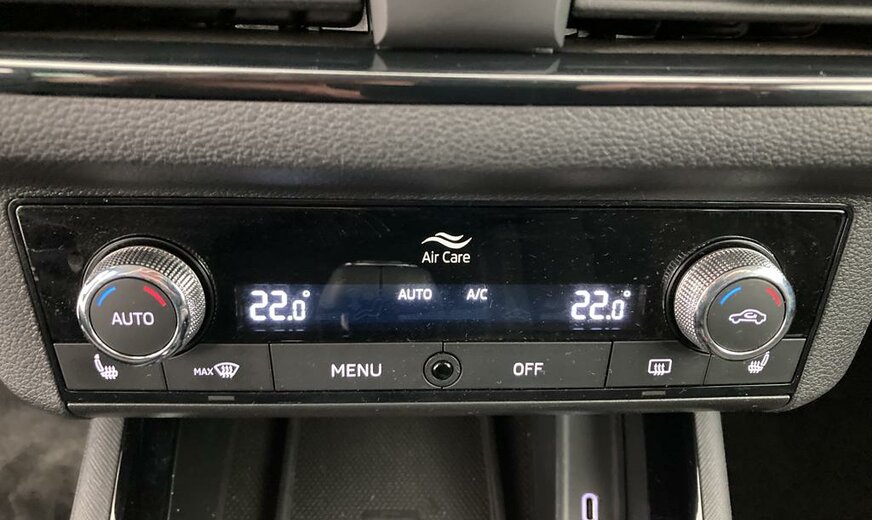 Air Care
22.0° AUTO A/C 22.0°
AUTO
MAX MENU OFF